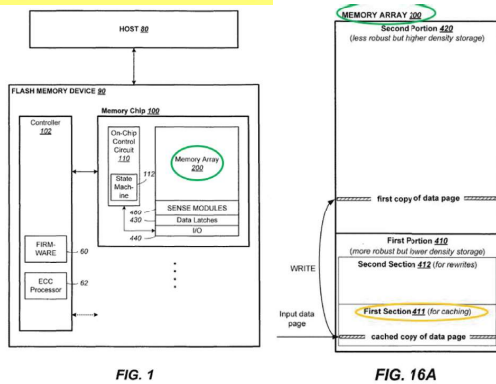 HOST 80
FLASH MEMORY DEVICE 90
Controller
102
FIRM-
WARE
60
ECC
Processor
62
Memory Chip 100
On-Chip
Control
Circuit
110
State
Mach-
ine
112
Memory Array
200
SENSE MODULES
480
Data Latches
430
I/O
440
FIG. 1
MEMORY ARRAY 200
Second Portion 420
(less robust but higher density storage)
first copy of data page
First Portion 410
(more robust but lower density storage)
Second Section 412 (for rewrites)
WRITE
First Section 411 (for caching)
Input data
page
cached copy of data page
FIG. 16A